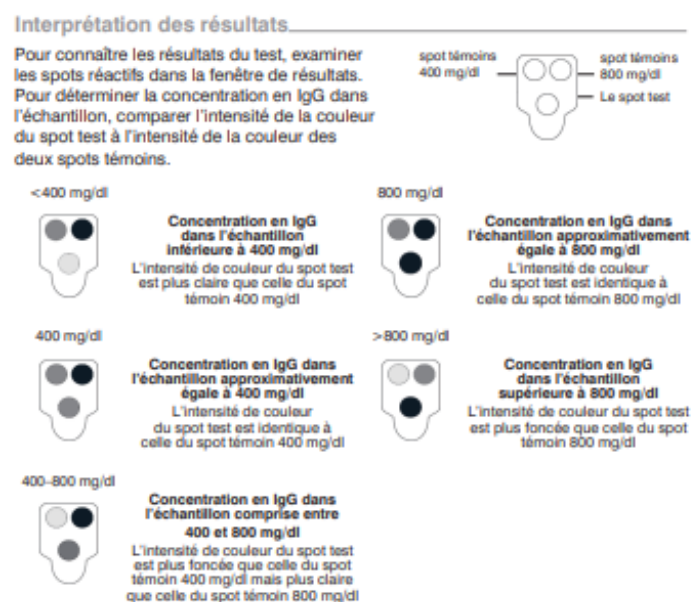 Interprétation des résultats
Pour connaître les résultats du test, examiner
les spots réactifs dans la fenêtre de résultats.
Pour déterminer la concentration en IgG dans
l'échantillon, comparer l'intensité de la couleur
du spot test à l'intensité de la couleur des
deux spots témoins.
spot témoins
400 mg/dl
spot témoins
800 mg/dl
Le spot test
<400 mg/dl
Concentration en IgG
dans l'échantillon
inférieure à 400 mg/dl
L'intensité de couleur du spot test
est plus claire que celle du spot
témoin 400 mg/dl
800 mg/dl
Concentration en IgG dans
l'échantillon approximativement
égale à 800 mg/dl
L'intensité de couleur
du spot test est identique à
celle du spot témoin 800 mg/dl
400 mg/dl
Concentration en IgG dans
l'échantillon approximativement
égale à 400 mg/dl
L'intensité de couleur
du spot test est identique à
celle du spot témoin 400 mg/dl
>800 mg/dl
Concentration en IgG
dans l'échantillon
supérieure à 800 mg/dl
L'intensité de couleur du spot test
est plus foncée que celle du spot
témoin 800 mg/dl
400-800 mg/dl
Concentration en IgG dans
l'échantillon comprise entre
400 et 800 mg/dl
L'intensité de couleur du spot test
est plus foncée que celle du spot
témoin 400 mg/dl mais plus claire
que celle du spot témoin 800 mg/dl